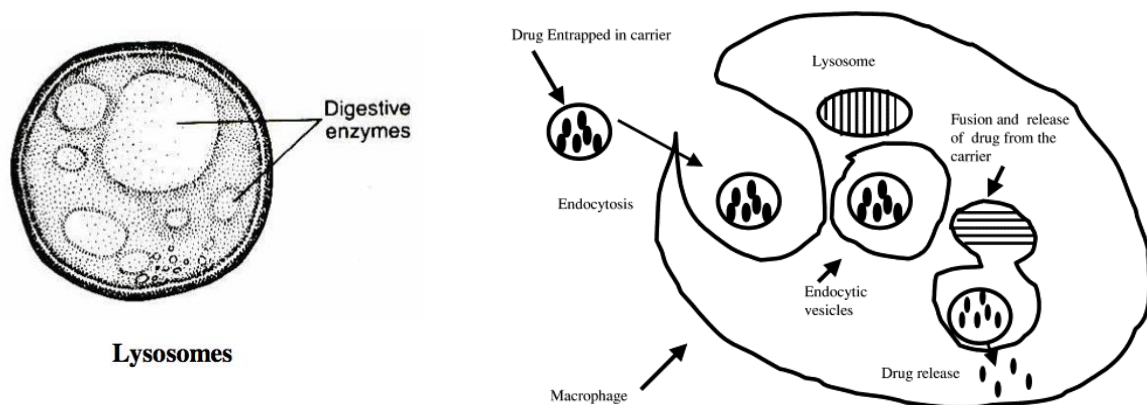 Digestive
enzymes
Lysosomes
Drug Entrapped in carrier
Lysosome
Fusion and release
of drug from the
carrier
Endocytosis
Endocytic
vesicles
Drug release
Macrophage